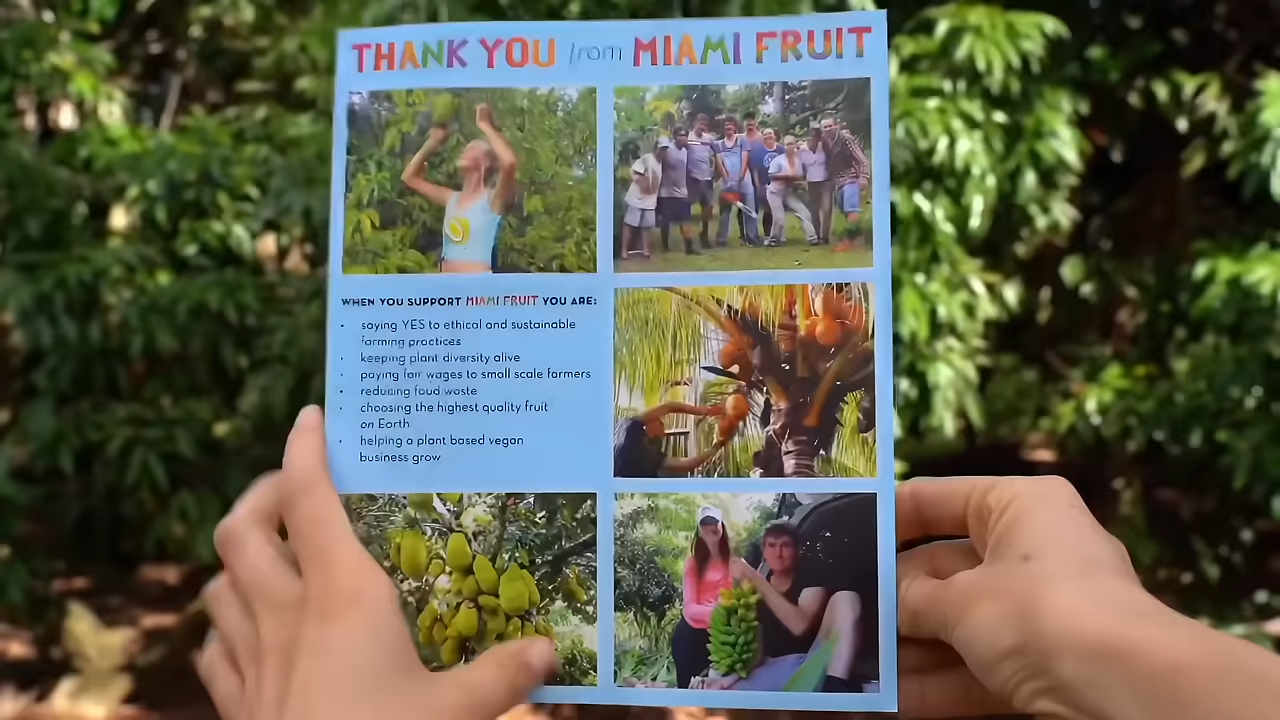 THANK YOU from MIAMI FRUIT
WHEN YOU SUPPORT MIAMI FRUIT YOU ARE:
• saying YES to ethical and sustainable
farming practices
• keeping plant diversity alive
• paying fair wages to small scale farmers
• reducing food waste
• choosing the highest quality fruit
on Earth
• helping a plant based vegan
business grow